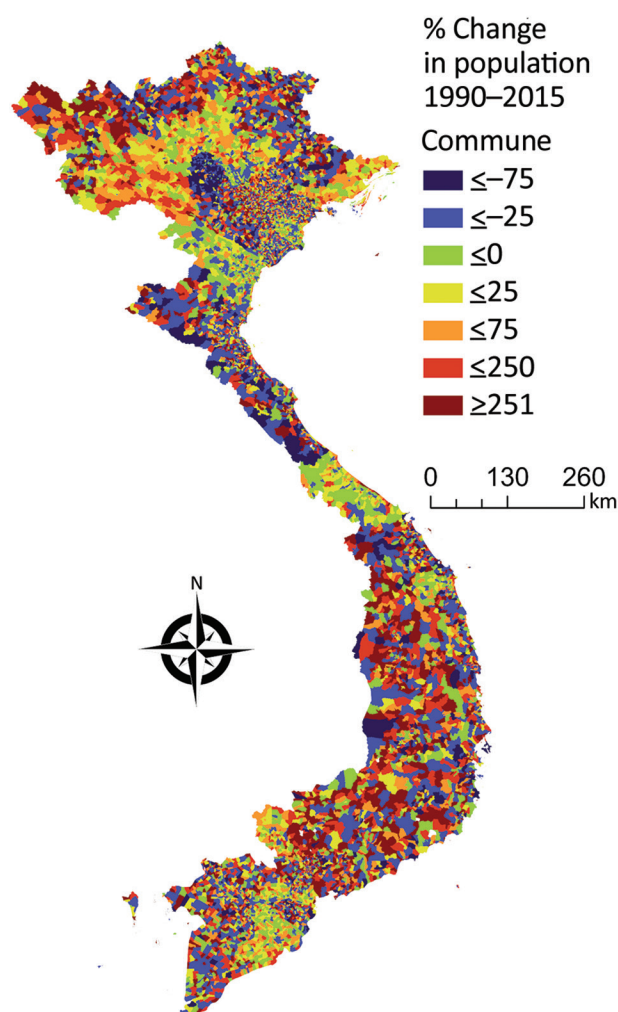 % Change
in population
1990–2015
Commune
≤–75
≤–25
≤0
≤25
≤75
≤250
≥251
0 130 260
km
N